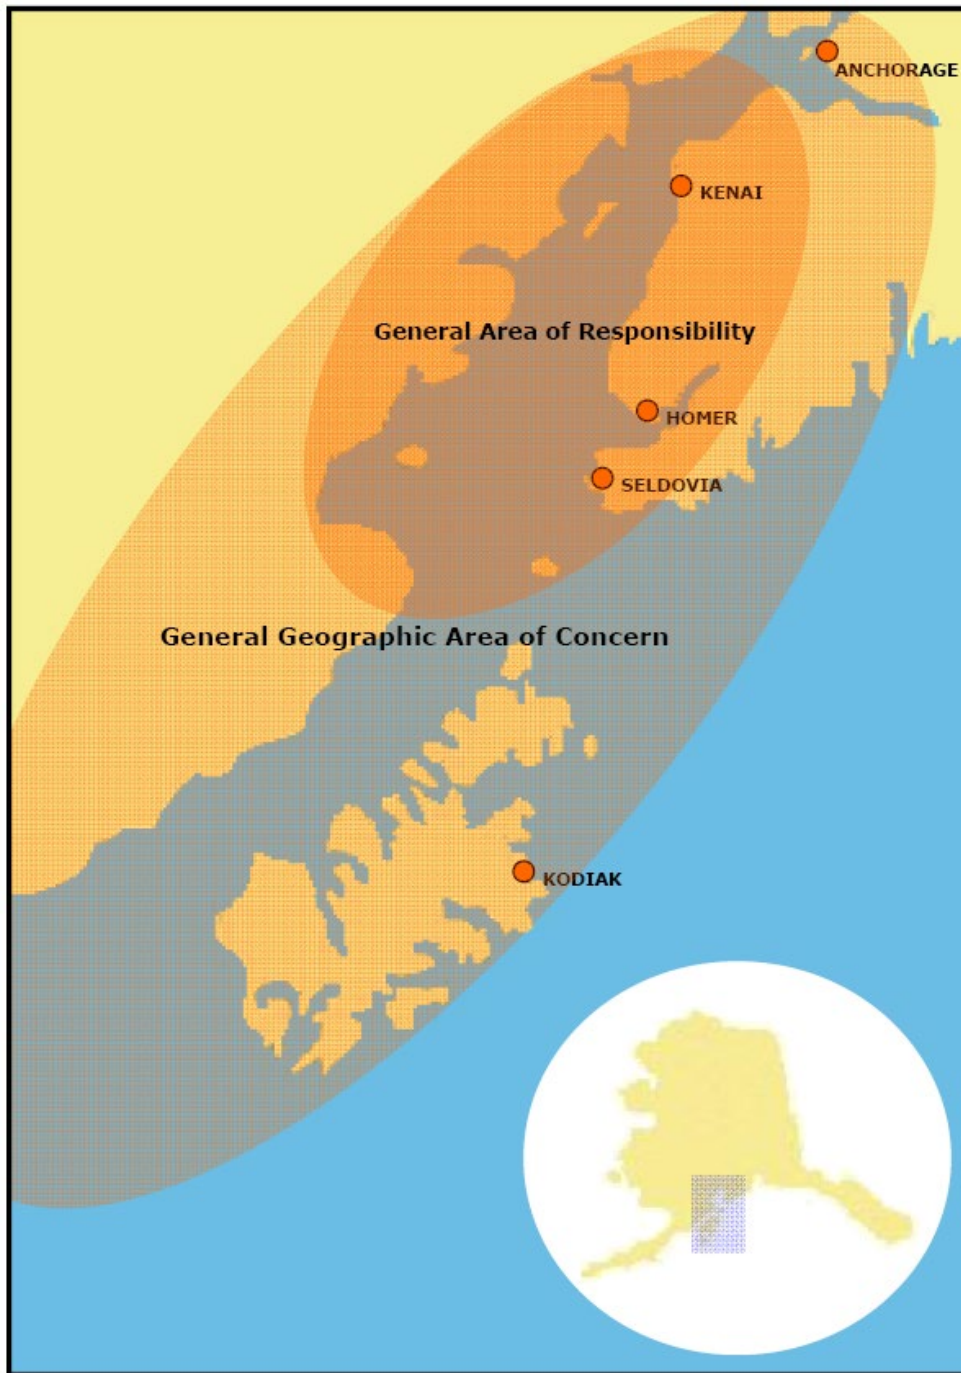 ANCHORAGE
KENAI
General Area of Responsibility
HOMER
SELDOVIA
General Geographic Area of Concern
KODIAK